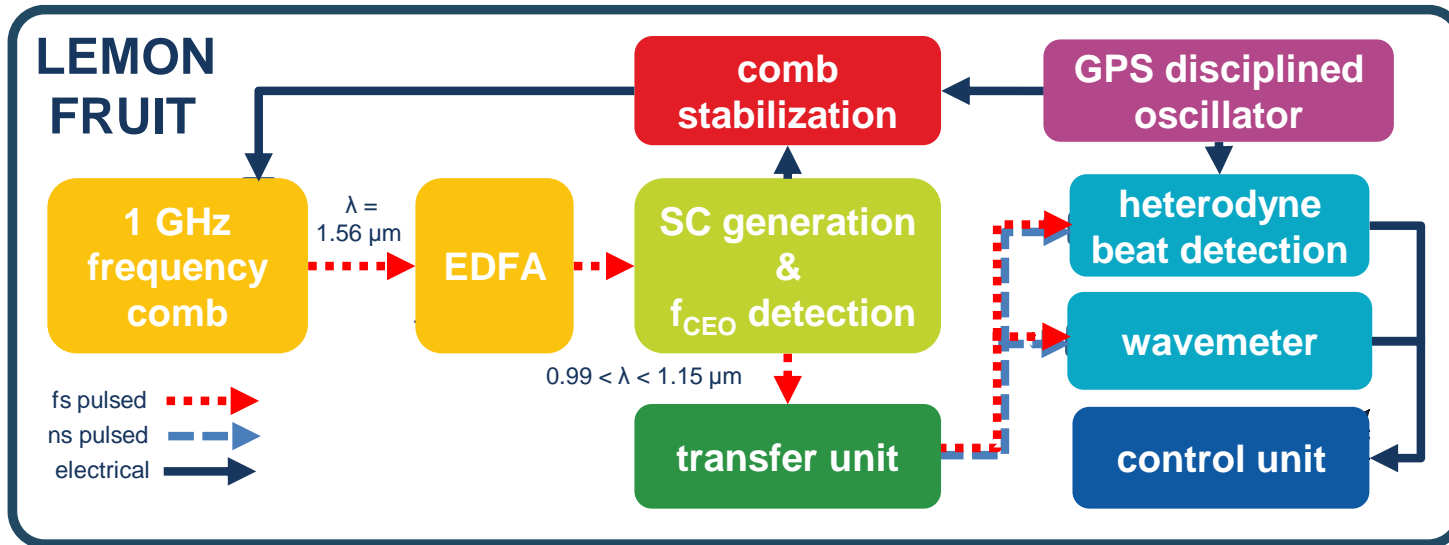 LEMON
FRUIT
comb
stabilization
GPS disciplined
oscillator
1 GHz
frequency
comb
λ =
1.56 µm
EDFA
SC generation
&
fCEO detection
heterodyne
beat detection
wavemeter
0.99 < λ < 1.15 µm
fs pulsed
ns pulsed
electrical
transfer unit
control unit